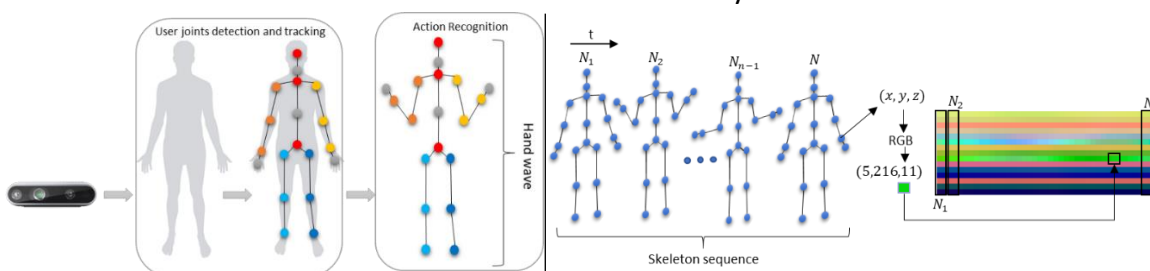 User joints detection and tracking
Action Recognition
Hand wave
t
N₁
N₂
Nₙ₋₁
N
Skeleton sequence
(x, y, z)
RGB
(5,216,11)
N₂
N
N₁